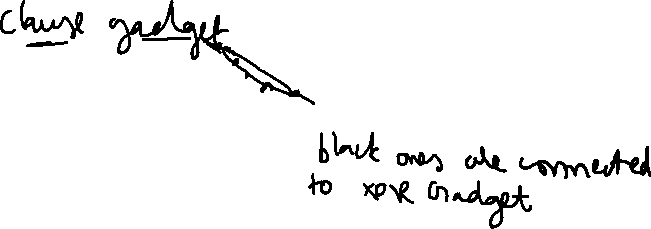 clause gadget
black ones are connected
to XOR Gadget